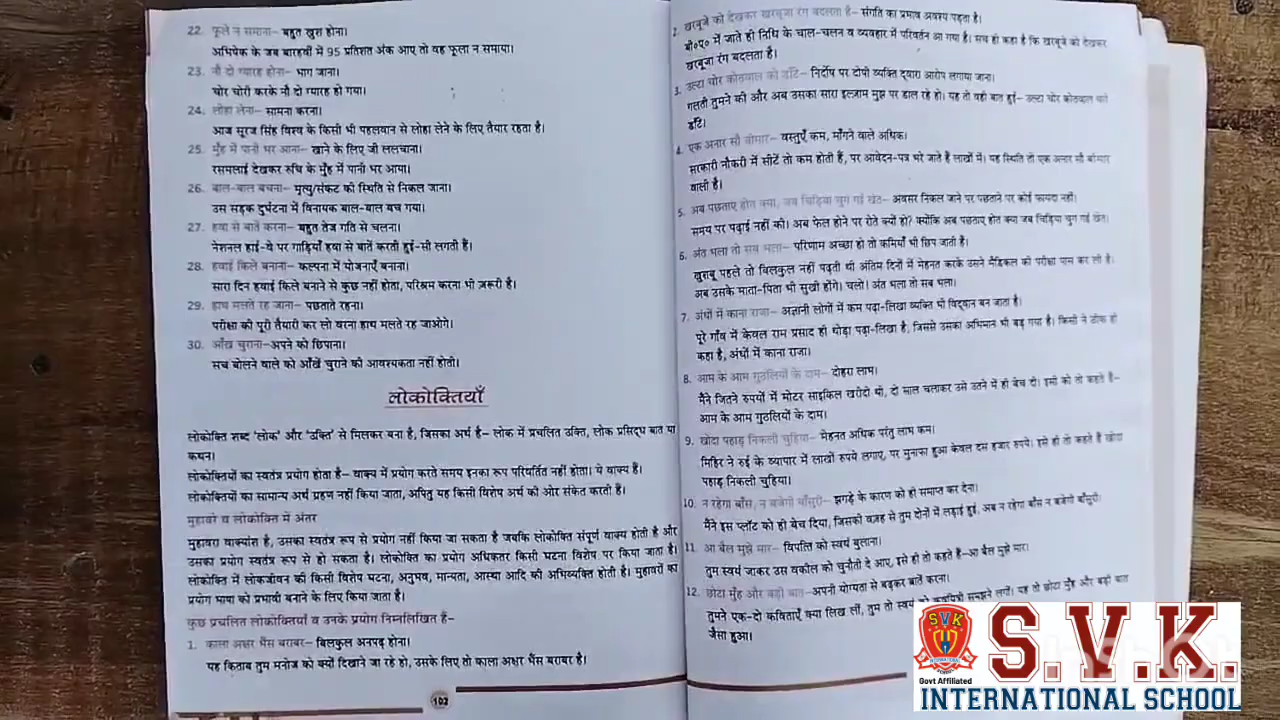 22. फूले न समाना– बहुत खुश होना।
अभिषेक के जब बारहवीं में 95 प्रतिशत अंक आए तो वह फूला न समाया।
23. नौ दो ग्यारह होना– भाग जाना।
चोर चोरी करके नौ दो ग्यारह हो गया।
24. लोहा लेना– सामना करना।
आज सूरज सिंह विश्व के किसी भी पहलवान से लोहा लेने के लिए तैयार रहता है।
25. मुँह में पानी भर आना– खाने के लिए जी ललचाना।
रसमलाई देखकर रुचि के मुँह में पानी भर आया।
26. बाल-बाल बचना– मृत्यु/संकट की स्थिति से निकल जाना।
उस सड़क दुर्घटना में विनायक बाल-बाल बच गया।
27. हवा से बातें करना– बहुत तेज गति से चलना।
नेशनल हाई-वे पर गाड़ियाँ हवा से बातें करती हुई-सी लगती हैं।
28. हवाई किले बनाना– कल्पना में योजनाएँ बनाना।
सारा दिन हवाई किले बनाने से कुछ नहीं होता, परिश्रम करना भी ज़रूरी है।
29. हाथ मलते रह जाना– पछताते रहना।
परीक्षा की पूरी तैयारी कर लो वरना हाथ मलते रह जाओगे।
30. आँख चुराना–अपने को छिपाना।
सच बोलने वाले को आँखें चुराने की आवश्यकता नहीं होती।
लोकोक्तियाँ
लोकोक्ति शब्द 'लोक' और 'उक्ति' से मिलकर बना है, जिसका अर्थ है– लोक में प्रचलित उक्ति, लोक प्रसिद्ध बात या
कथन।
लोकोक्तियों का स्वतंत्र प्रयोग होता है– वाक्य में प्रयोग करते समय इनका रूप परिवर्तित नहीं होता। ये वाक्य हैं।
लोकोक्तियों का सामान्य अर्थ ग्रहण नहीं किया जाता, अपितु यह किसी विशेष अर्थ की ओर संकेत करती हैं।
मुहावरे व लोकोक्ति में अंतर
मुहावरा वाक्यांश है, उसका स्वतंत्र रूप से प्रयोग नहीं किया जा सकता है जबकि लोकोक्ति संपूर्ण वाक्य होती है और
उसका प्रयोग स्वतंत्र रूप से हो सकता है। लोकोक्ति का प्रयोग अधिकतर किसी घटना विशेष पर किया जाता है।
लोकोक्ति में लोकजीवन की किसी विशेष घटना, अनुभव, मान्यता, आस्था आदि की अभिव्यक्ति होती है। मुहावरों का
प्रयोग भाषा को प्रभावी बनाने के लिए किया जाता है।
कुछ प्रचलित लोकोक्तियाँ व उनके प्रयोग निम्नलिखित हैं–
1. काला अक्षर भैंस बराबर– बिलकुल अनपढ़ होना।
यह किताब तुम मनोज को क्यों दिखाने जा रहे हो, उसके लिए तो काला अक्षर भैंस बराबर है।
103
2. खरबूजे को देखकर खरबूजा रंग बदलता है– संगति का प्रभाव अवश्य पड़ता है।
बी०ए० में जाते ही निधि के चाल-चलन व व्यवहार में परिवर्तन आ गया है। सच ही कहा है कि खरबूजे को देखकर
खरबूजा रंग बदलता है।
3. उल्टा चोर कोतवाल को डाँटे– निर्दोष पर दोषी व्यक्ति द्वारा आरोप लगाया जाना।
गलती तुमने की और अब उसका सारा इल्ज़ाम मुझ पर डाल रहे हो। यह तो वही बात हुई– उल्टा चोर कोतवाल को
डाँटे।
4. एक अनार सौ बीमार– वस्तुएँ कम, माँगने वाले अधिक।
सरकारी नौकरी में सीटें तो कम होती हैं, पर आवेदन-पत्र भरे जाते हैं लाखों में। यह स्थिति तो एक अनार सौ बीमार
वाली है।
5. अब पछताए होत क्या, जब चिड़िया चुग गई खेत– अवसर निकल जाने पर पछताने पर कोई फायदा नहीं।
समय पर पढ़ाई नहीं की। अब फेल होने पर रोते क्यों हो? क्योंकि अब पछताए होत क्या जब चिड़िया चुग गई खेत।
6. अंत भला तो सब भला– परिणाम अच्छा हो तो कमियाँ भी छिप जाती हैं।
खुशबू पहले तो बिलकुल नहीं पढ़ती थी अंतिम दिनों में मेहनत करके उसने मैडिकल की परीक्षा पास कर ली है।
अब उसके माता-पिता भी सुखी होंगे। चलो। अंत भला तो सब भला।
7. अंधों में काना राजा– अज्ञानी लोगों में कम पढ़ा-लिखा व्यक्ति भी विद्वान बन जाता है।
पूरे गाँव में केवल राम प्रसाद ही थोड़ा पढ़ा-लिखा है, जिससे उसका अभिमान भी बढ़ गया है। किसी ने ठीक ही
कहा है, अंधों में काना राजा।
8. आम के आम गुठलियों के दाम– दोहरा लाभ।
मैंने जितने रुपयों में मोटर साइकिल खरीदी थी, दो साल चलाकर उसे उतने में ही बेच दी। इसी को तो कहते हैं–
आम के आम गुठलियों के दाम।
9. खोदा पहाड़ निकली चुहिया– मेहनत अधिक परंतु लाभ कम।
मिहिर ने रुई के व्यापार में लाखों रुपये लगाए, पर मुनाफा हुआ केवल दस हजार रुपये। इसे ही तो कहते हैं खोदा
पहाड़ निकली चुहिया।
10. न रहेगा बाँस, न बजेगी बाँसुरी– झगड़े के कारण को ही समाप्त कर देना।
मैंने इस प्लॉट को ही बेच दिया, जिसकी वज़ह से तुम दोनों में लड़ाई हुई, अब न रहेगा बाँस न बजेगी बाँसुरी।
11. आ बैल मुझे मार– विपत्ति को स्वयं बुलाना।
तुम स्वयं जाकर उस वकील को चुनौती दे आए, इसे ही तो कहते हैं–आ बैल मुझे मार।
12. छोटा मुँह और बड़ी बात–अपनी योग्यता से बढ़कर बातें करना।
तुमने एक-दो कविताएँ क्या लिख लीं, तुम तो स्वयं को कवयित्री समझने लगीं। यह तो छोटा मुँह और बड़ी बात
जैसा हुआ।
SVK
INTERNATIONAL
Govt Affiliated
S.V.K.
INTERNATIONAL SCHOOL